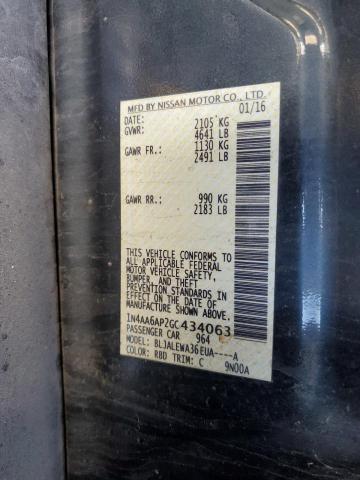 MFD BY NISSAN MOTOR CO., LTD.
DATE: 01/16
GVWR: 2105 KG
4641 LB
GAWR FR.: 1130 KG
2491 LB
GAWR RR.: 990 KG
2183 LB
THIS VEHICLE CONFORMS TO
ALL APPLICABLE FEDERAL
MOTOR VEHICLE SAFETY,
BUMPER, AND THEFT
PREVENTION STANDARDS
IN EFFECT ON THE DATE OF
MANUFACTURE SHOWN ABOVE.
1N4AA6AP2GC434063
PASSENGER CAR 964
MODEL: BLJALEWA36EUA----A
COLOR: RBD TRIM: C 9N00A